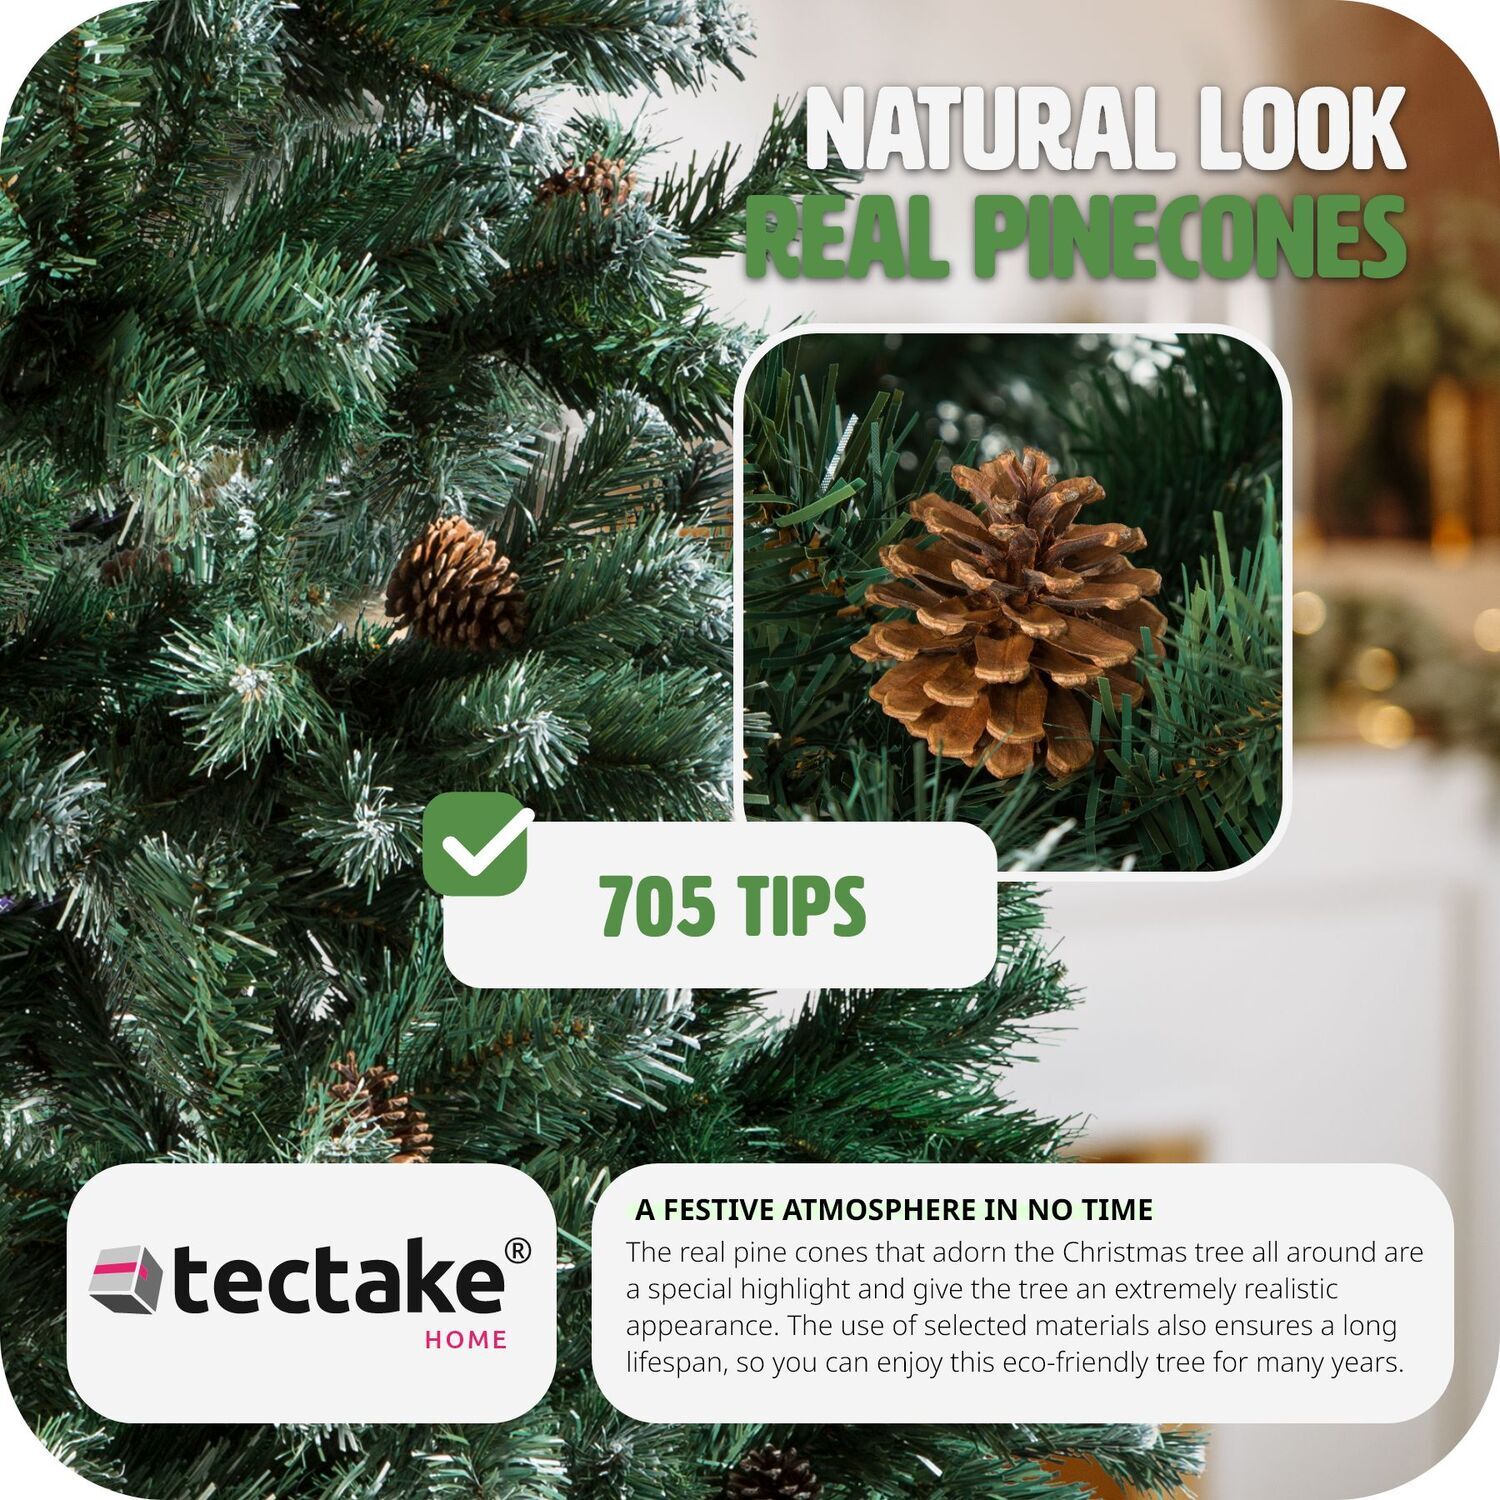 NATURAL LOOK
REAL PINECONES
705 TIPS
tectake®
HOME
A FESTIVE ATMOSPHERE IN NO TIME
The real pine cones that adorn the Christmas tree all around are
a special highlight and give the tree an extremely realistic
appearance. The use of selected materials also ensures a long
lifespan, so you can enjoy this eco-friendly tree for many years.